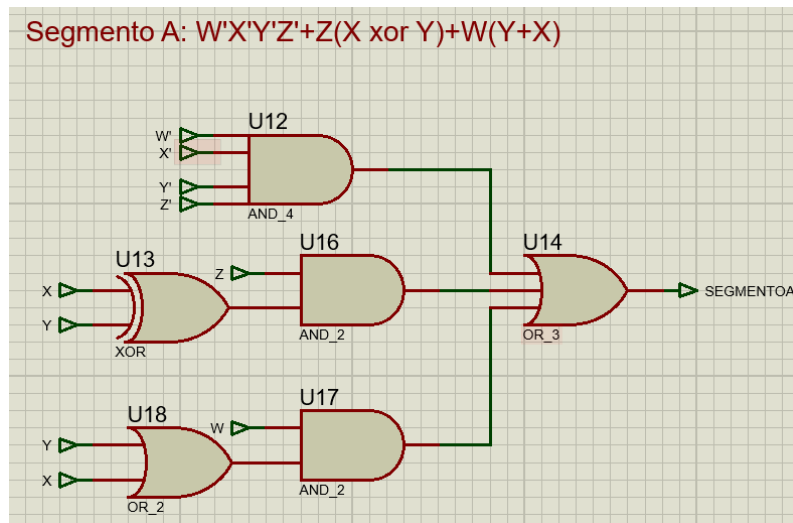 Segmento A: W'X'Y'Z'+Z(X xor Y)+W(Y+X)
U12
W'
X'
Y'
Z'
AND_4
U13
X
Y
XOR
U16
Z
AND_2
U14
OR_3
SEGMENTOA
U18
Y
X
OR_2
U17
W
AND_2